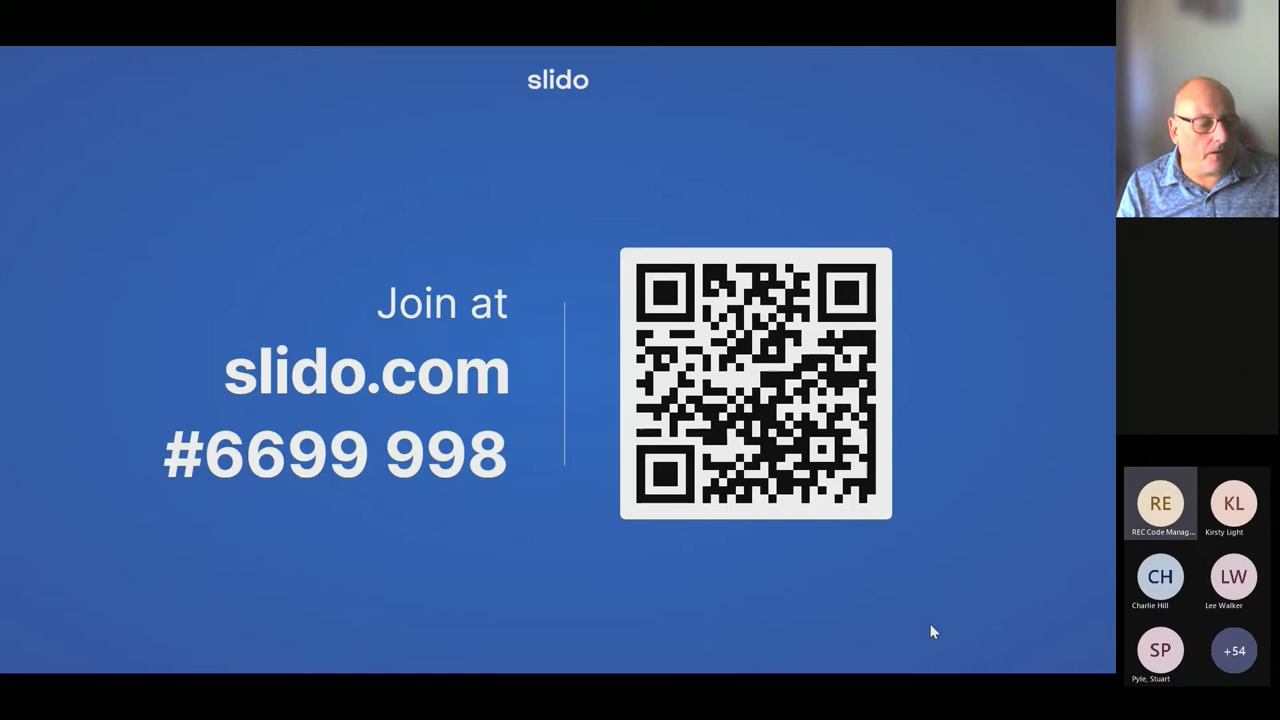 slido
Join at
slido.com
#6699 998
RE
REC Code Manag...
KL
Kirsty Light
CH
Charlie Hill
LW
Lee Walker
SP
Pyle, Stuart
+54